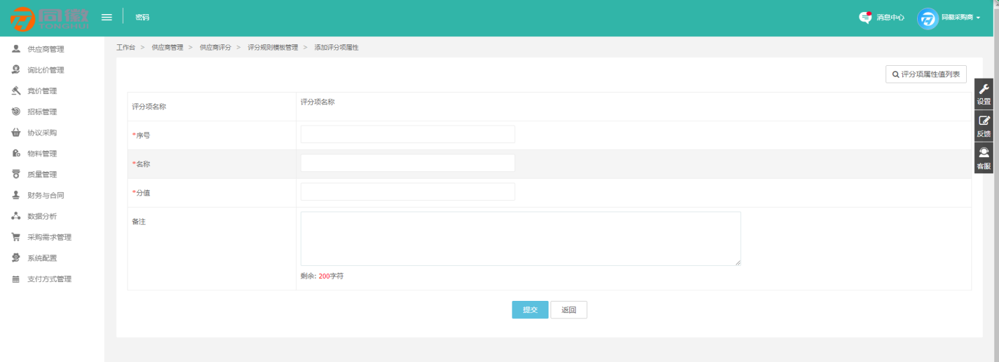 同徽
TONGHUI
密码
消息中心
同徽采购商
供应商管理
询比价管理
竞价管理
招标管理
协议采购
物料管理
质量管理
财务与合同
数据分析
采购需求管理
系统配置
支付方式管理
工作台 > 供应商管理 > 供应商评分 > 评分规则模板管理 > 添加评分项属性
评分项属性值列表
评分项名称 评分项名称
*序号
*名称
*分值
备注
剩余: 200字符
提交 返回
设置
反馈
客服